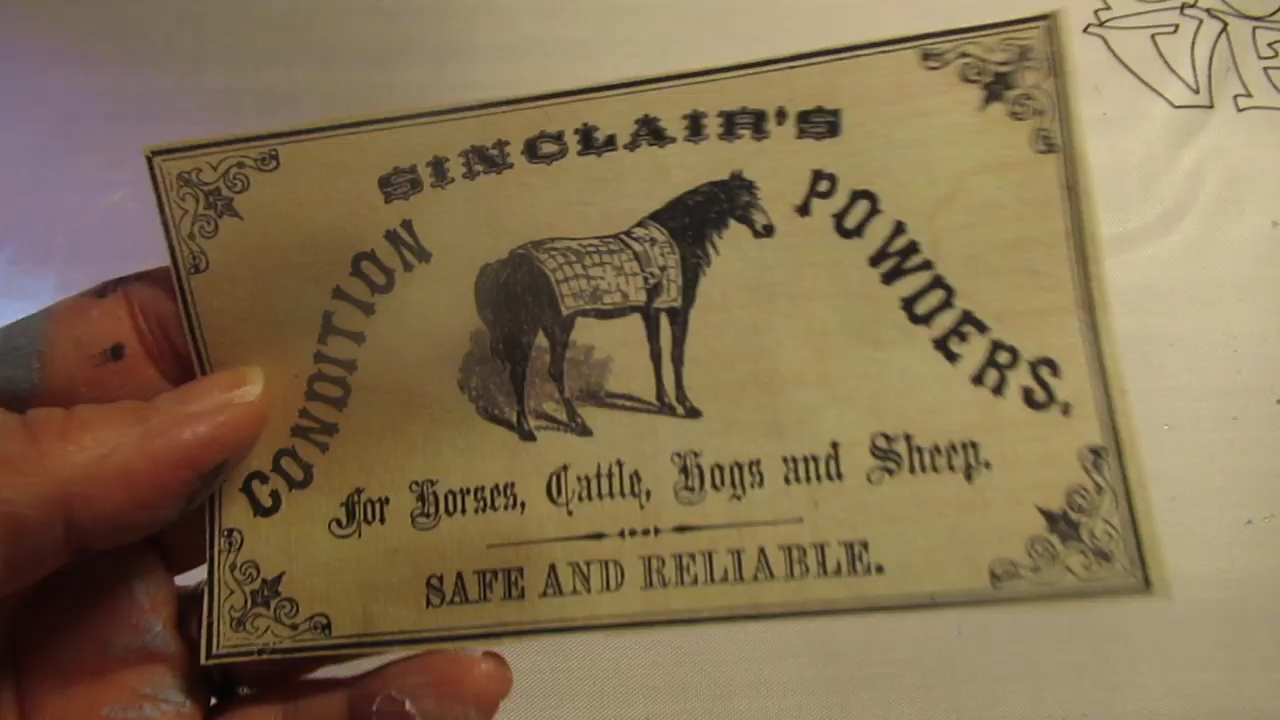 SINCLAIR'S
CONDITION POWDERS.
For Horses, Cattle, Hogs and Sheep.
SAFE AND RELIABLE.